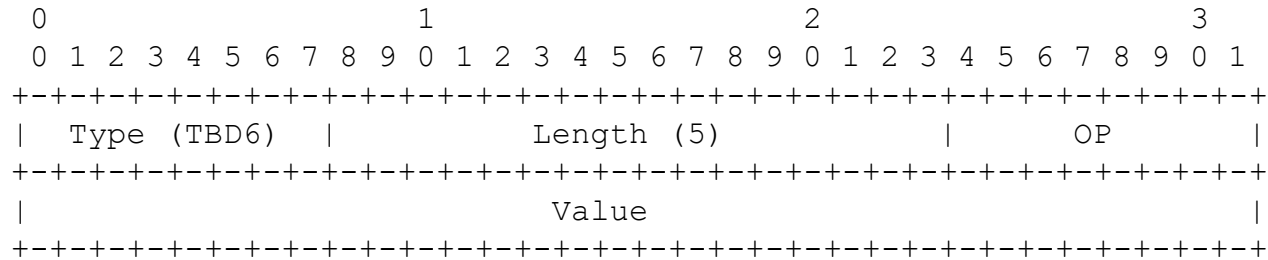 0                   1                   2                   3
 0 1 2 3 4 5 6 7 8 9 0 1 2 3 4 5 6 7 8 9 0 1 2 3 4 5 6 7 8 9 0 1
+-+-+-+-+-+-+-+-+-+-+-+-+-+-+-+-+-+-+-+-+-+-+-+-+-+-+-+-+-+-+-+-+
|  Type (TBD6)  |          Length (5)           |      OP       |
+-+-+-+-+-+-+-+-+-+-+-+-+-+-+-+-+-+-+-+-+-+-+-+-+-+-+-+-+-+-+-+-+
|                           Value                               |
+-+-+-+-+-+-+-+-+-+-+-+-+-+-+-+-+-+-+-+-+-+-+-+-+-+-+-+-+-+-+-+-+